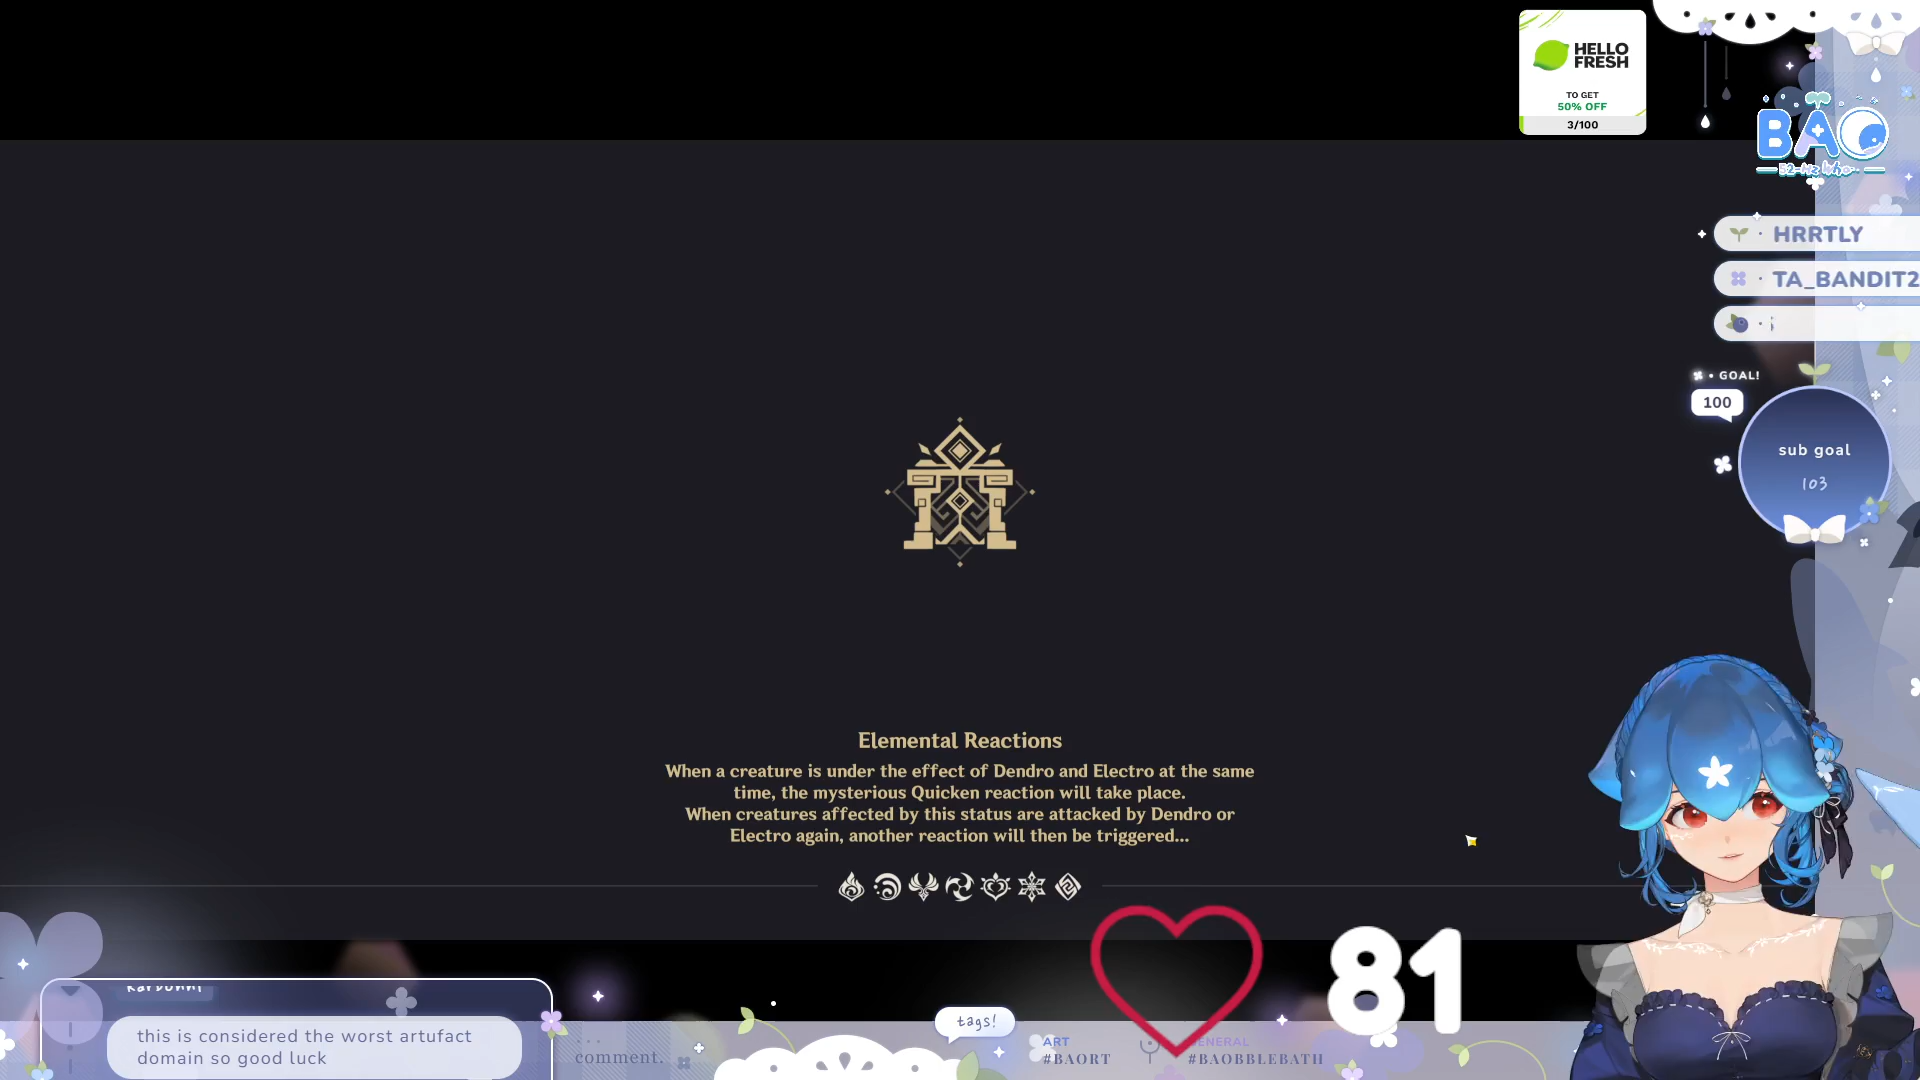 HELLO
FRESH
TO GET
50% OFF
3/100
BAO
HRRTLY
TA_BANDIT2
• GOAL!
100
sub goal
103
Elemental Reactions
When a creature is under the effect of Dendro and Electro at the same
time, the mysterious Quicken reaction will take place.
When creatures affected by this status are attacked by Dendro or
Electro again, another reaction will then be triggered...
81
this is considered the worst artufact
domain so good luck
comment.
tags!
ART
#BAORT
GENERAL
#BAOBBLEBATH